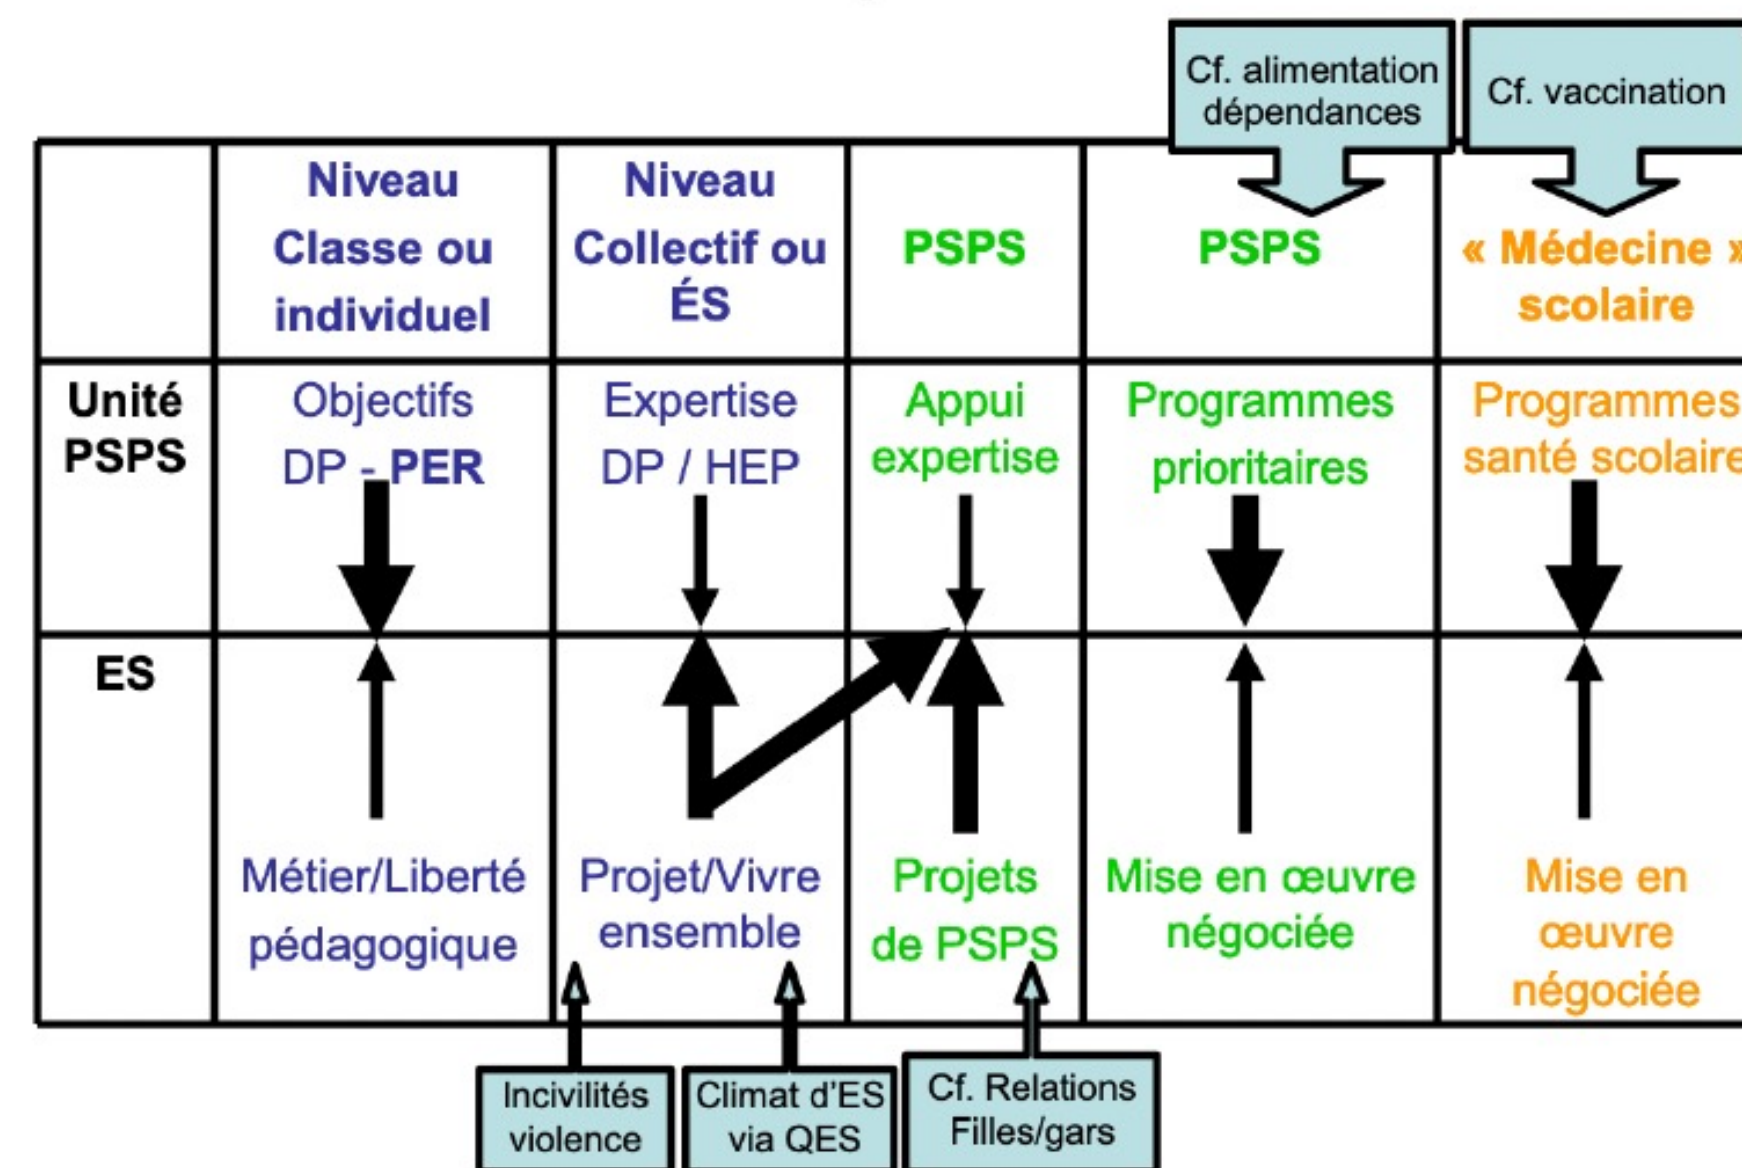 Cf. alimentation
dépendances
Cf. vaccination
Niveau
Classe ou
individuel
Niveau
Collectif ou
ÉS
PSPS
PSPS
« Médecine »
scolaire
Unité
PSPS
Objectifs
DP - PER
Expertise
DP / HEP
Appui
expertise
Programmes
prioritaires
Programmes
santé scolaire
ES
Métier/Liberté
pédagogique
Projet/Vivre
ensemble
Projets
de PSPS
Mise en œuvre
négociée
Mise en
œuvre
négociée
Incivilités
violence
Climat d'ES
via QES
Cf. Relations
Filles/gars